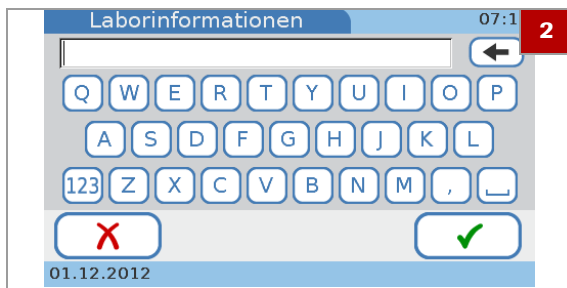 Laborinformationen 07:1
2
Q W E R T Y U I O P
A S D F G H J K L
123 Z X C V B N M ,
01.12.2012